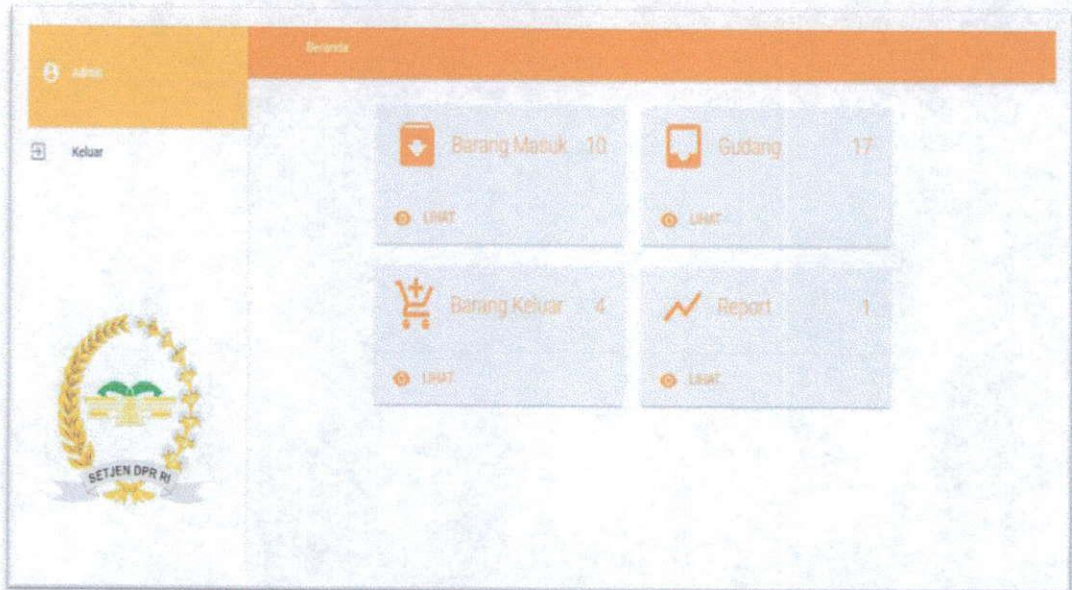 Admin
Beranda
Keluar
Barang Masuk 10
LIHAT
Gudang 17
LIHAT
Barang Keluar 4
LIHAT
Report 1
LIHAT
SETJEN DPR RI